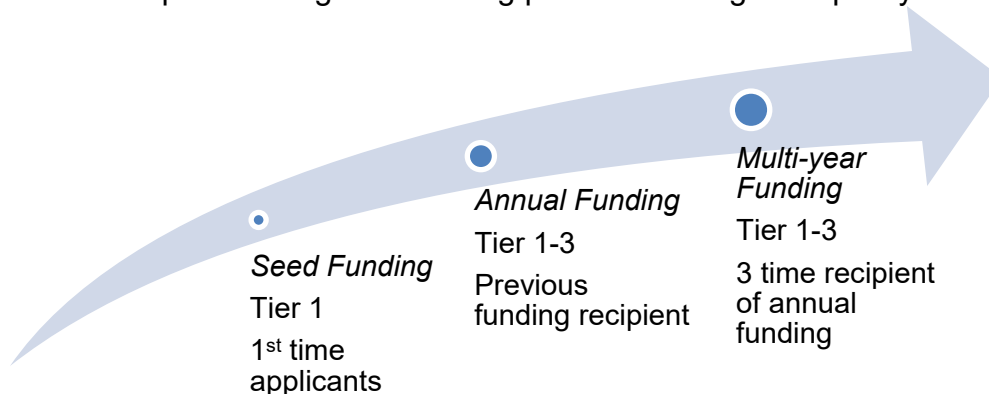 Seed Funding
Tier 1
1st time
applicants
Annual Funding
Tier 1-3
Previous
funding recipient
Multi-year
Funding
Tier 1-3
3 time recipient
of annual
funding